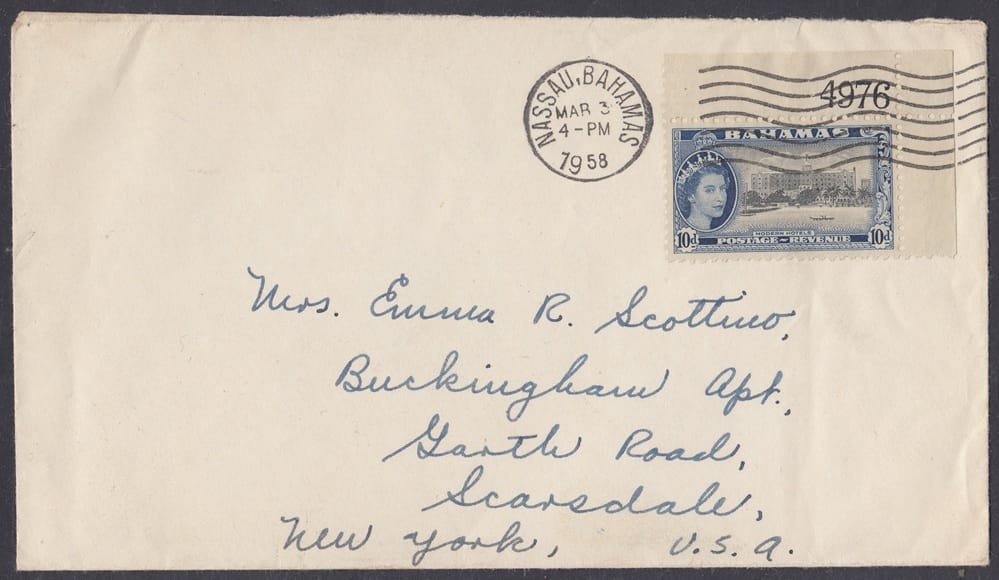 NASSAU, BAHAMAS
MAR 3
4-PM
1958
4976
BAHAMAS
MODERN HOTELS
10d POSTAGE-REVENUE 10d
Mrs. Emma R. Scottino,
Buckingham Apt.,
Garth Road,
Scarsdale,
New York, U.S.A.